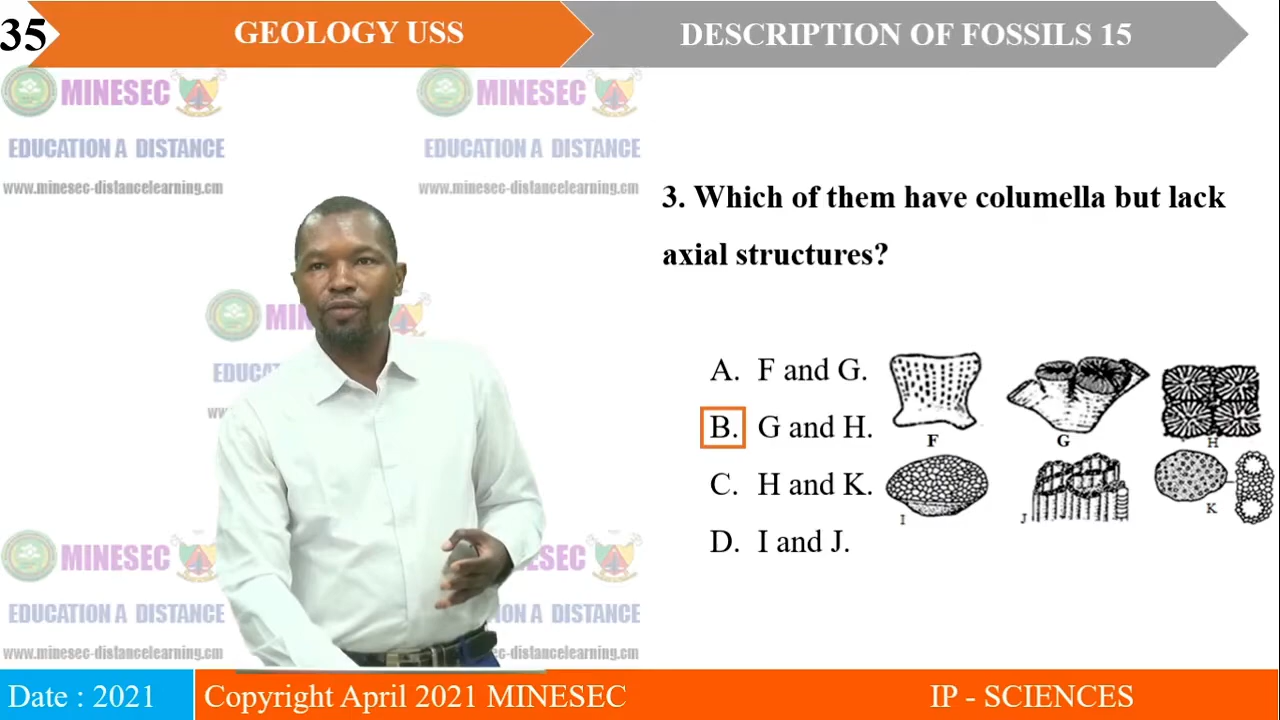 35
GEOLOGY USS
DESCRIPTION OF FOSSILS 15
MINESEC
EDUCATION A DISTANCE
www.minesec-distancelearning.cm
MINESEC
EDUCATION A DISTANCE
www.minesec-distancelearning.cm
3. Which of them have columella but lack
axial structures?
A. F and G.
B. G and H.
C. H and K.
D. I and J.
F
G
H
I
J
K
MINESEC
EDUCATION A DISTANCE
www.minesec-distancelearning.cm
Date : 2021
Copyright April 2021 MINESEC
IP - SCIENCES